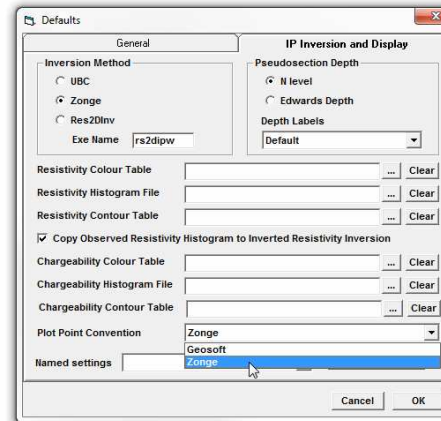 Defaults
General
IP Inversion and Display
Inversion Method
UBC
Zonge
Res2DInv
Exe Name rs2dipw
Pseudosection Depth
N level
Edwards Depth
Depth Labels
Default
Resistivity Colour Table ... Clear
Resistivity Histogram File ... Clear
Resistivity Contour Table ... Clear
Copy Observed Resistivity Histogram to Inverted Resistivity Inversion
Chargeability Colour Table ... Clear
Chargeability Histogram File ... Clear
Chargeability Contour Table ... Clear
Plot Point Convention Zonge
Geosoft
Zonge
Named settings
Cancel OK